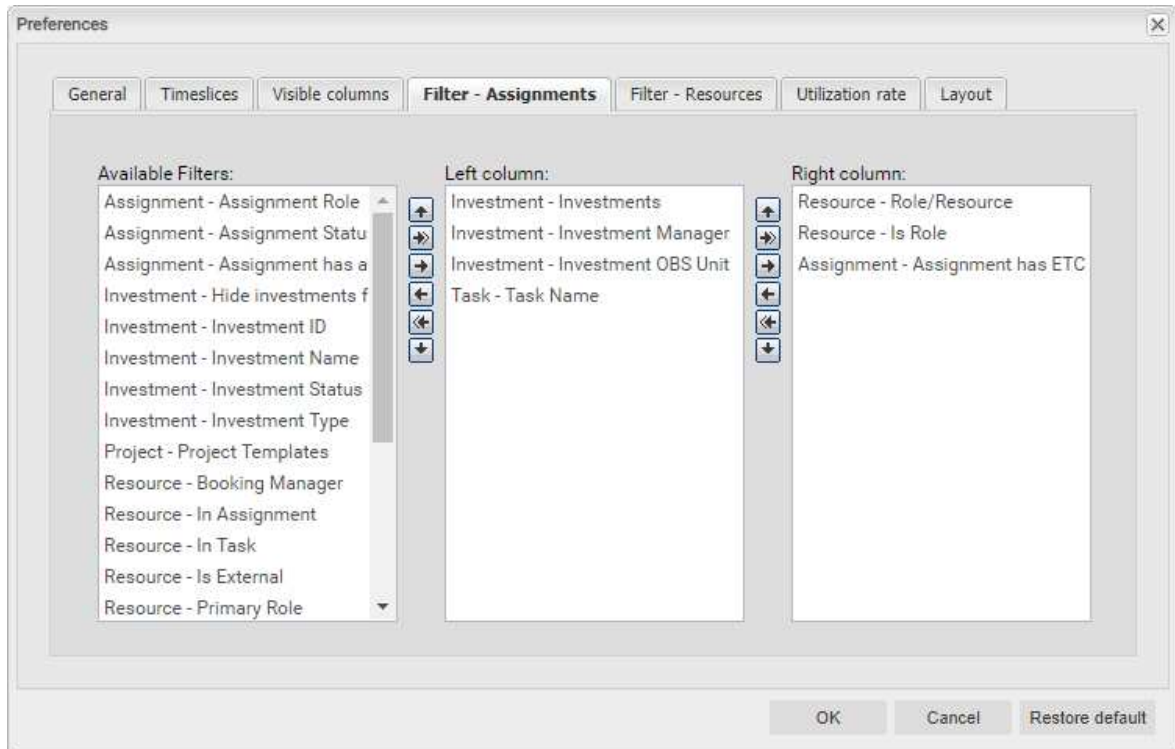 Preferences
General Timeslices Visible columns Filter - Assignments Filter - Resources Utilization rate Layout
Available Filters: Left column: Right column:
Assignment - Assignment Role Investment - Investments Resource - Role/Resource
Assignment - Assignment Statu Investment - Investment Manager Resource - Is Role
Assignment - Assignment has a Investment - Investment OBS Unit Assignment - Assignment has ETC
Investment - Hide investments f Task - Task Name
Investment - Investment ID
Investment - Investment Name
Investment - Investment Status
Investment - Investment Type
Project - Project Templates
Resource - Booking Manager
Resource - In Assignment
Resource - In Task
Resource - Is External
Resource - Primary Role
OK Cancel Restore default